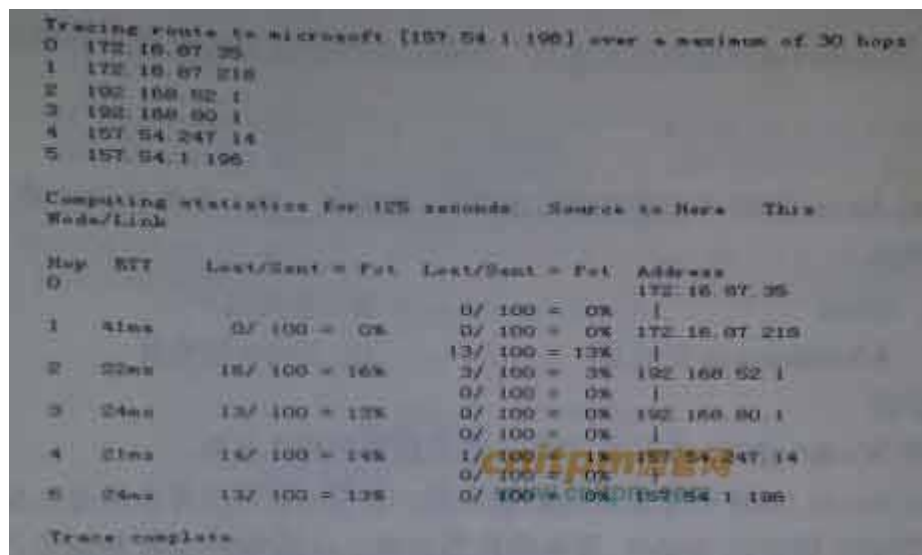 Tracing route to microsoft [157.54.1.196] over a maximum of 30 hops
0 172.16.87.35
1 172.16.87.218
2 192.168.52.1
3 192.168.80.1
4 157.54.247.14
5 157.54.1.196
Computing statistics for 125 seconds. Source to Here This
Node/Link
Hop RTT Lost/Sent = Pct Lost/Sent = Pct Address
0 172.16.87.35
0/ 100 = 0% |
1 41ms 0/ 100 = 0% 0/ 100 = 0% 172.16.87.218
13/ 100 = 13% |
2 22ms 16/ 100 = 16% 3/ 100 = 3% 192.168.52.1
0/ 100 = 0% |
3 24ms 13/ 100 = 13% 0/ 100 = 0% 192.168.80.1
0/ 100 = 0% |
4 21ms 14/ 100 = 14% 1/ 100 = 1% 157.54.247.14
0/ 100 = 0% |
5 24ms 13/ 100 = 13% 0/ 100 = 0% 157.54.1.196
Trace complete